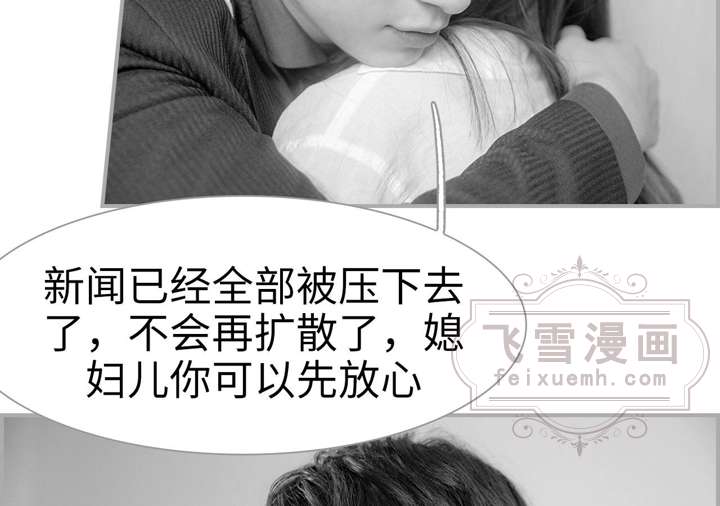 新闻已经全部被压下去
了，不会再扩散了，媳
妇儿你可以先放心
飞雪漫画
feixuemh.com